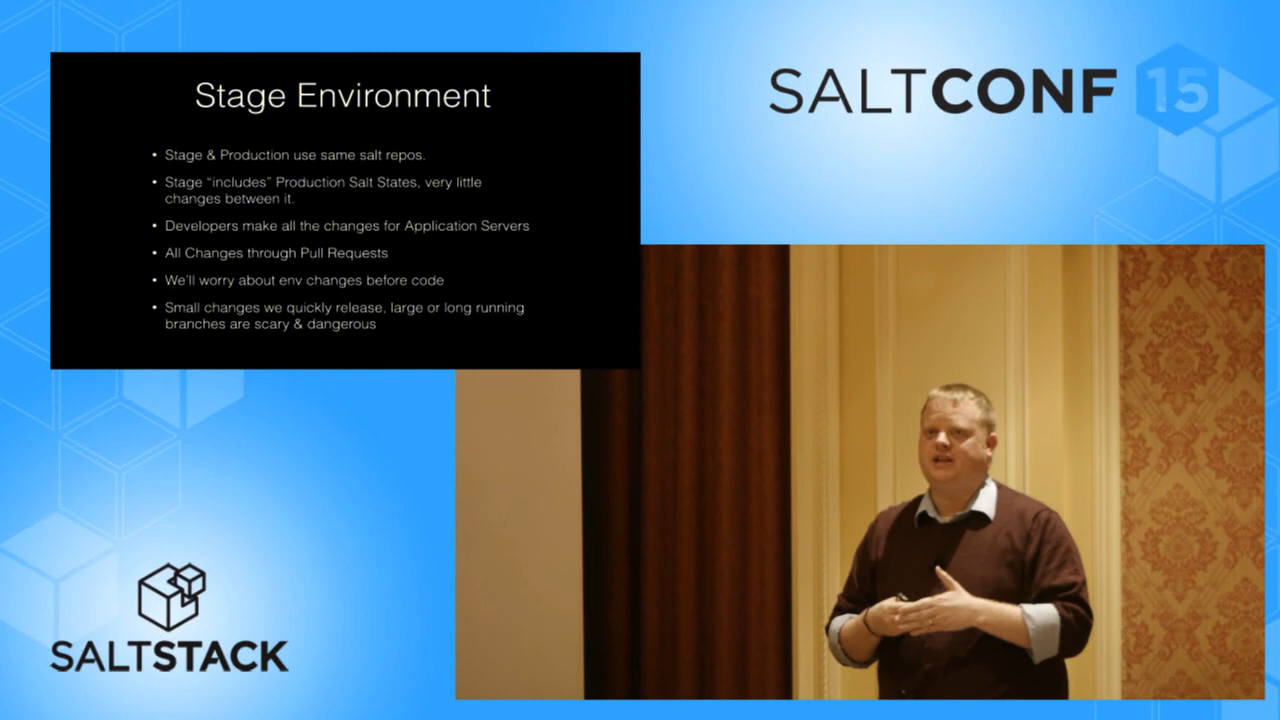 Stage Environment
• Stage & Production use same salt repos.
• Stage “includes” Production Salt States, very little
changes between it.
• Developers make all the changes for Application Servers
• All Changes through Pull Requests
• We’ll worry about env changes before code
• Small changes we quickly release, large or long running
branches are scary & dangerous
SALTCONF 15
SALTSTACK